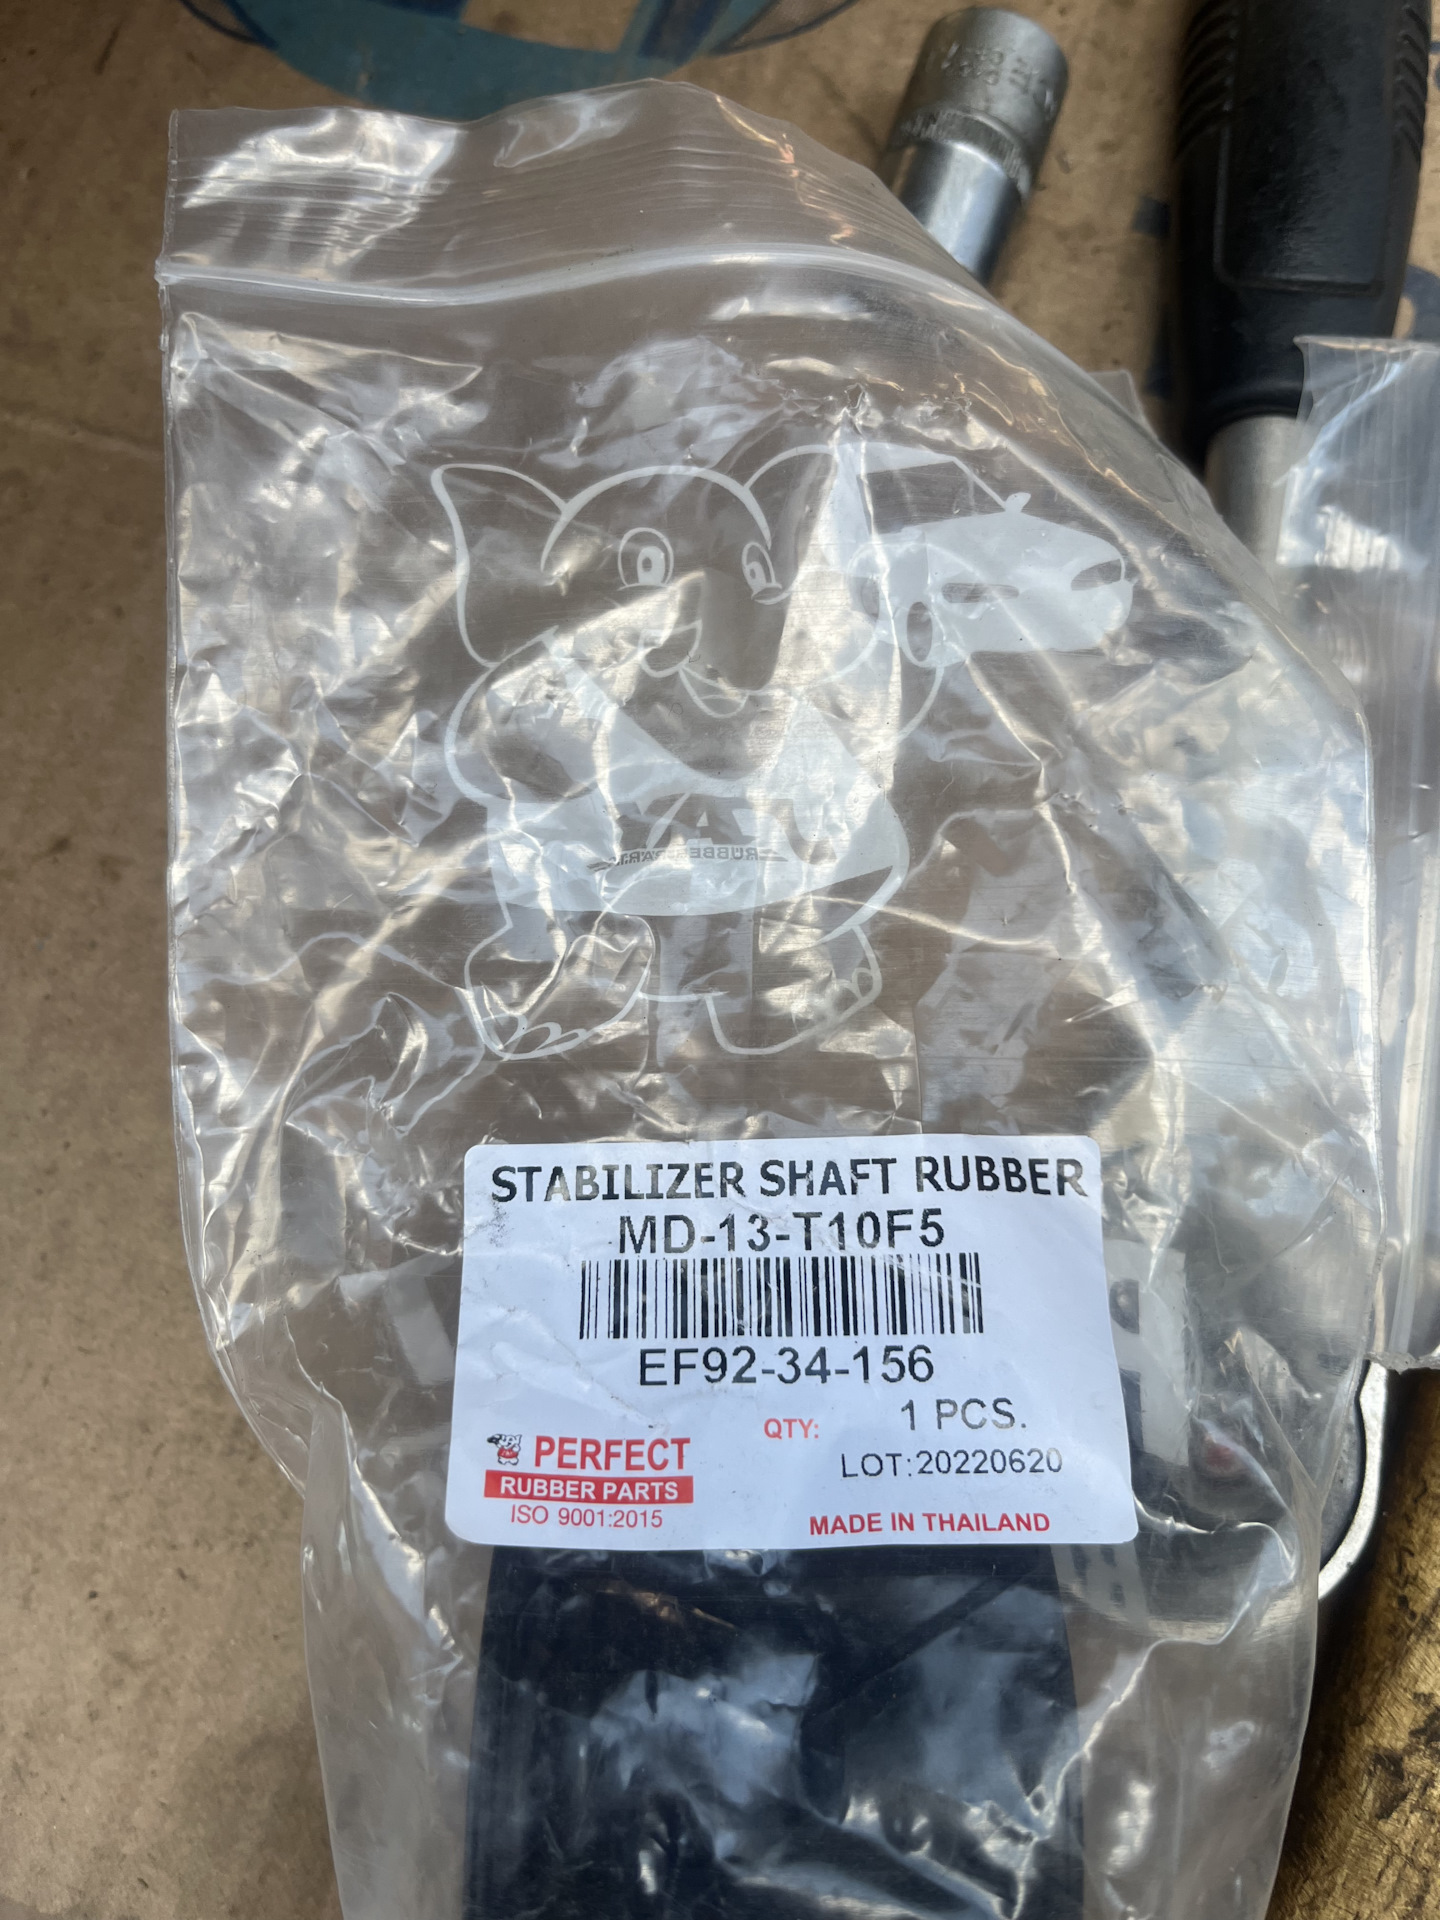 STABILIZER SHAFT RUBBER
MD-13-T10F5
EF92-34-156
QTY: 1 PCS.
PERFECT
RUBBER PARTS
ISO 9001:2015
LOT:20220620
MADE IN THAILAND